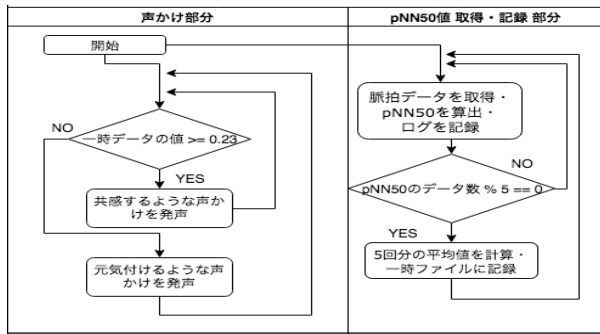 声かけ部分
pNN50値 取得・記録 部分
開始
脈拍データを取得・
pNN50を算出・
ログを記録
NO
一時データの値 >= 0.23
YES
共感するような声か
けを発声
元気付けるような声
かけを発声
NO
pNN50のデータ数 % 5 == 0
YES
5回分の平均値を計算・
一時ファイルに記録